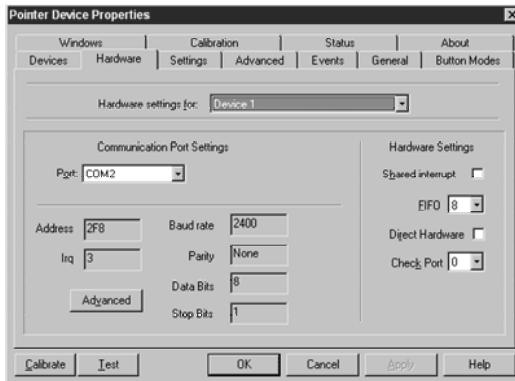 Pointer Device Properties
Windows Calibration Status About
Devices Hardware Settings Advanced Events General Button Modes
Hardware settings for: Device 1
Communication Port Settings
Port: COM2
Address 2F8
Irq 3
Advanced
Baud rate 2400
Parity None
Data Bits 8
Stop Bits 1
Hardware Settings
Shared interrupt
FIFO 8
Direct Hardware
Check Port 0
Calibrate Test OK Cancel Apply Help